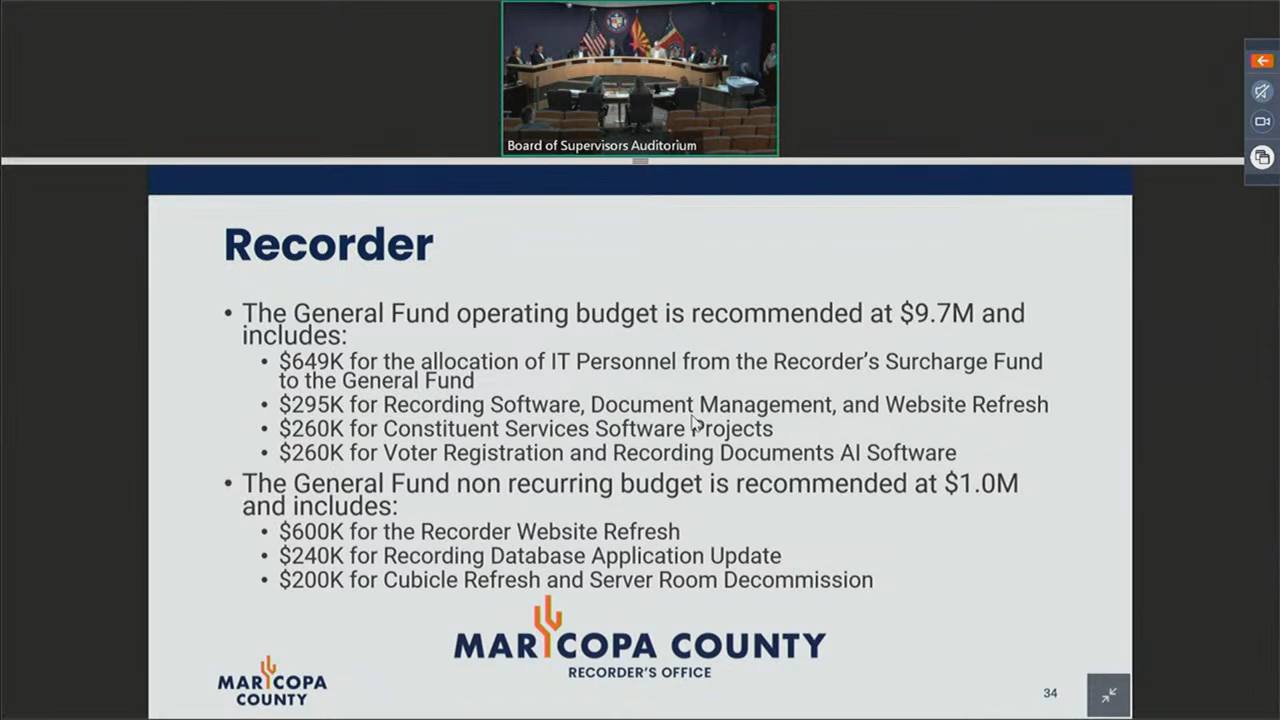 Board of Supervisors Auditorium
Recorder
• The General Fund operating budget is recommended at $9.7M and
includes:
• $649K for the allocation of IT Personnel from the Recorder's Surcharge Fund
to the General Fund
• $295K for Recording Software, Document Management, and Website Refresh
• $260K for Constituent Services Software Projects
• $260K for Voter Registration and Recording Documents AI Software
• The General Fund non recurring budget is recommended at $1.0M
and includes:
• $600K for the Recorder Website Refresh
• $240K for Recording Database Application Update
• $200K for Cubicle Refresh and Server Room Decommission
MARICOPA COUNTY
RECORDER'S OFFICE
MARICOPA
COUNTY
34